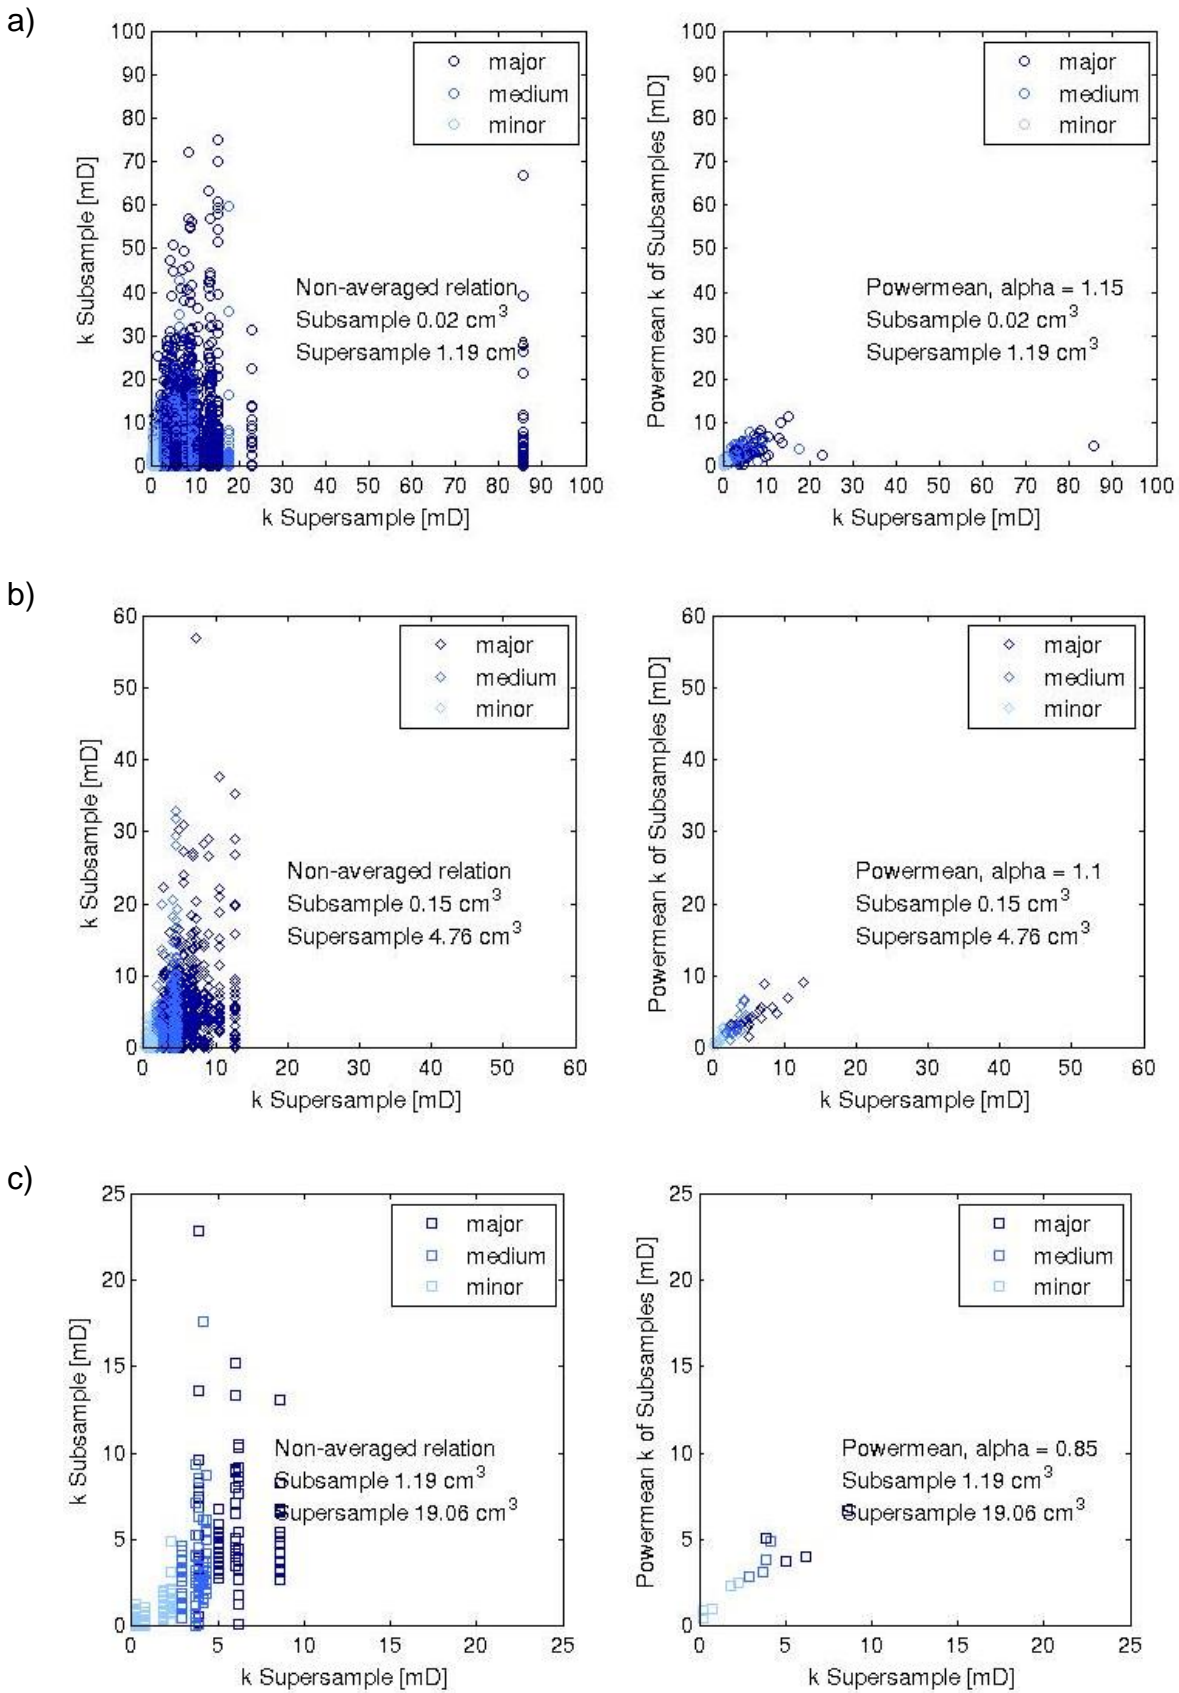 a)
100
90
80
70
60
50
40
30
20
10
0
k Subsample [mD]
major
medium
minor
Non-averaged relation
Subsample 0.02 cm3
Supersample 1.19 cm3
0 10 20 30 40 50 60 70 80 90 100
k Supersample [mD]
100
90
80
70
60
50
40
30
20
10
0
Powermean k of Subsamples [mD]
major
medium
minor
Powermean, alpha = 1.15
Subsample 0.02 cm3
Supersample 1.19 cm3
0 10 20 30 40 50 60 70 80 90 100
k Supersample [mD]
b)
60
50
40
30
20
10
0
k Subsample [mD]
major
medium
minor
Non-averaged relation
Subsample 0.15 cm3
Supersample 4.76 cm3
0 10 20 30 40 50 60
k Supersample [mD]
60
50
40
30
20
10
0
Powermean k of Subsamples [mD]
major
medium
minor
Powermean, alpha = 1.1
Subsample 0.15 cm3
Supersample 4.76 cm3
0 10 20 30 40 50 60
k Supersample [mD]
c)
25
20
15
10
5
0
k Subsample [mD]
major
medium
minor
Non-averaged relation
Subsample 1.19 cm3
Supersample 19.06 cm3
0 5 10 15 20 25
k Supersample [mD]
25
20
15
10
5
0
Powermean k of Subsamples [mD]
major
medium
minor
Powermean, alpha = 0.85
Subsample 1.19 cm3
Supersample 19.06 cm3
0 5 10 15 20 25
k Supersample [mD]